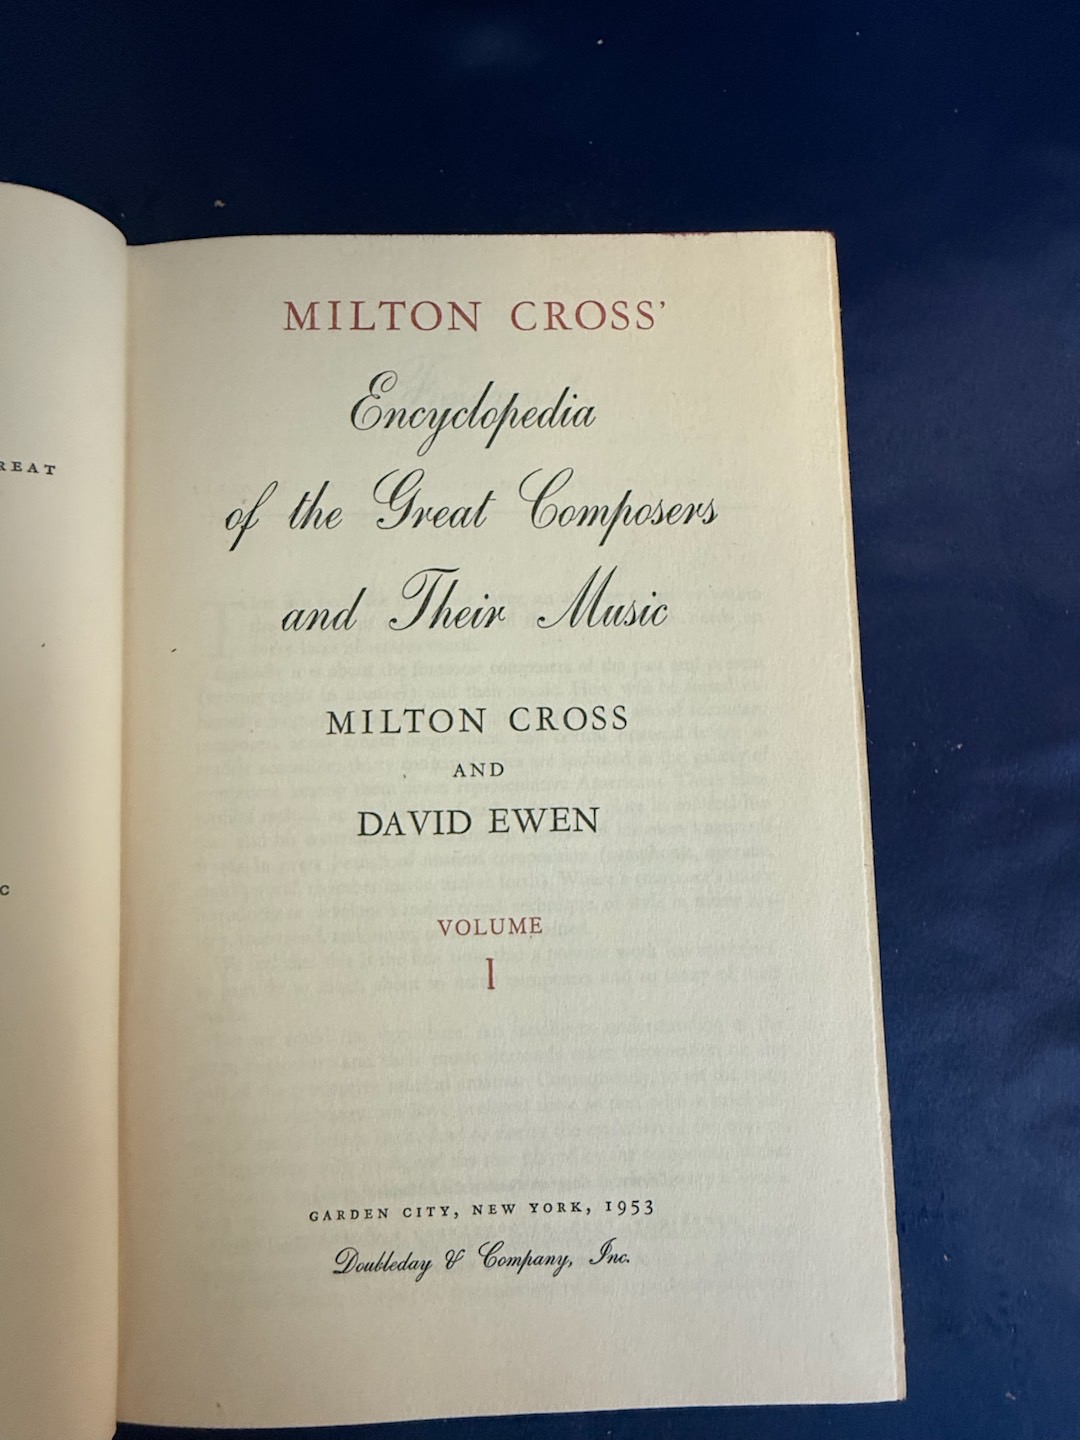 REAT
C
MILTON CROSS'
Encyclopedia
of the Great Composers
and Their Music
MILTON CROSS
AND
DAVID EWEN
VOLUME
I
GARDEN CITY, NEW YORK, 1953
Doubleday & Company, Inc.